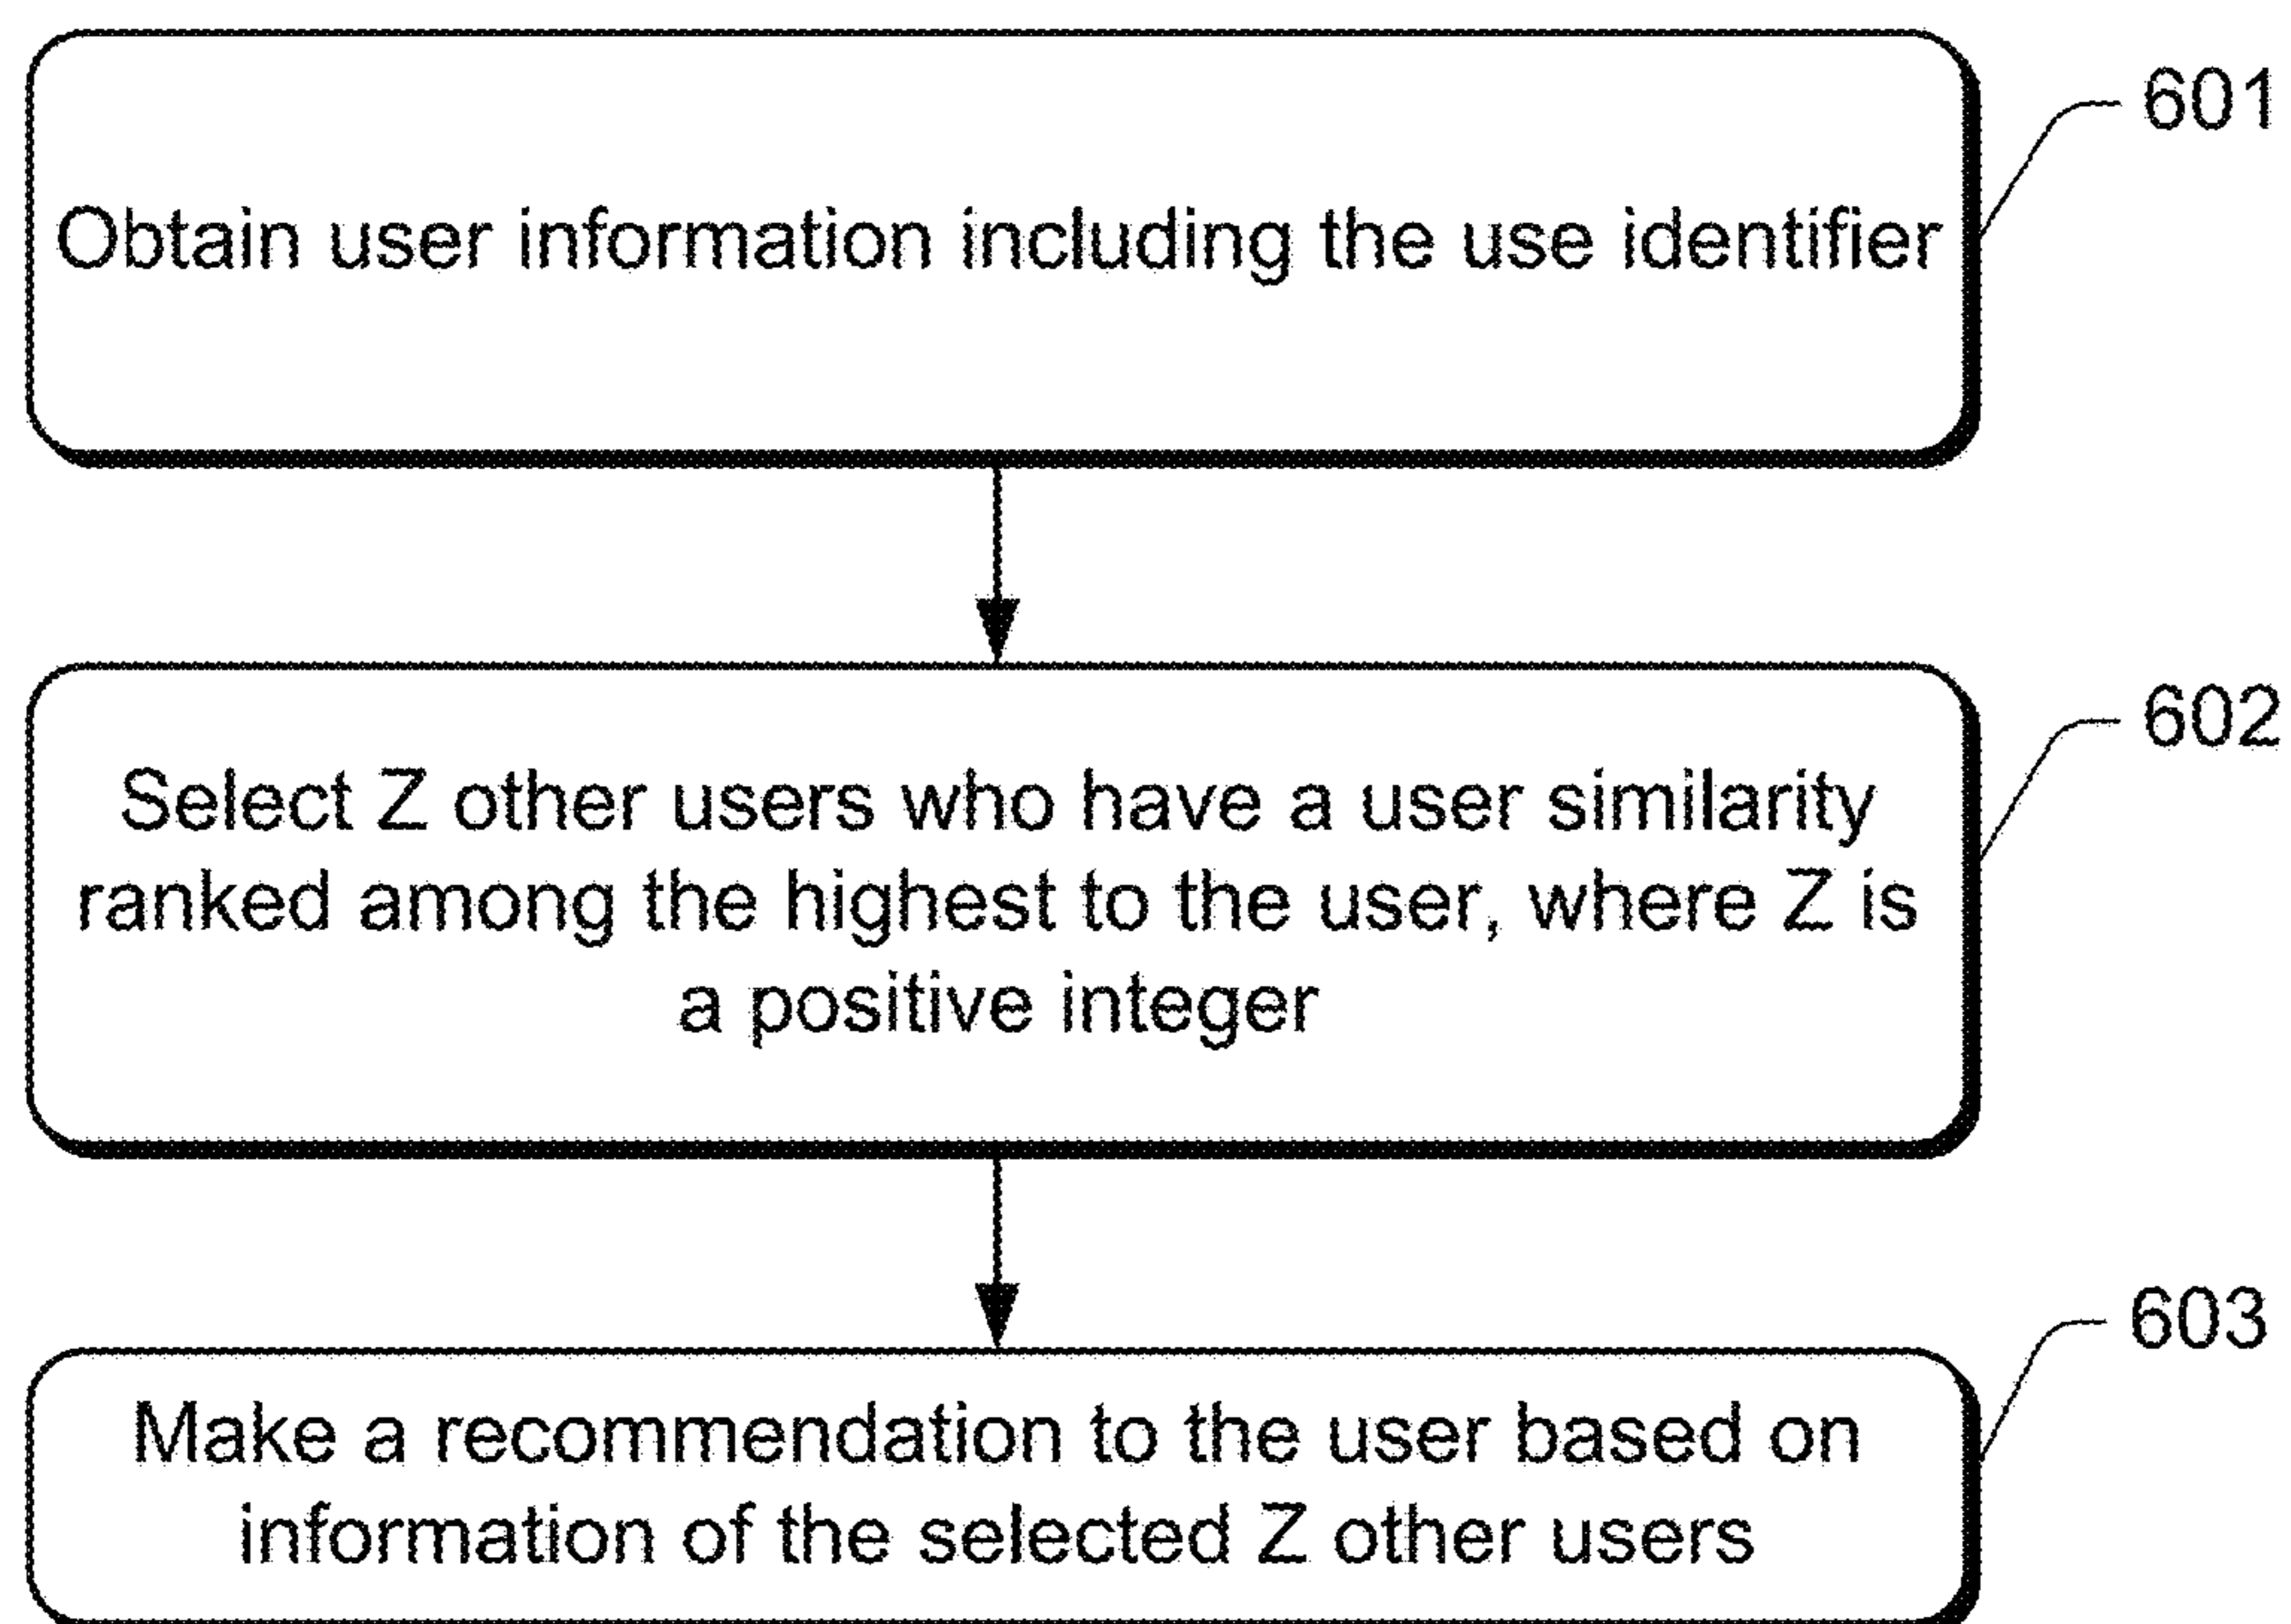 Obtain user information including the use identifier
601
Select Z other users who have a user similarity
ranked among the highest to the user, where Z is
a positive integer
602
Make a recommendation to the user based on
information of the selected Z other users
603